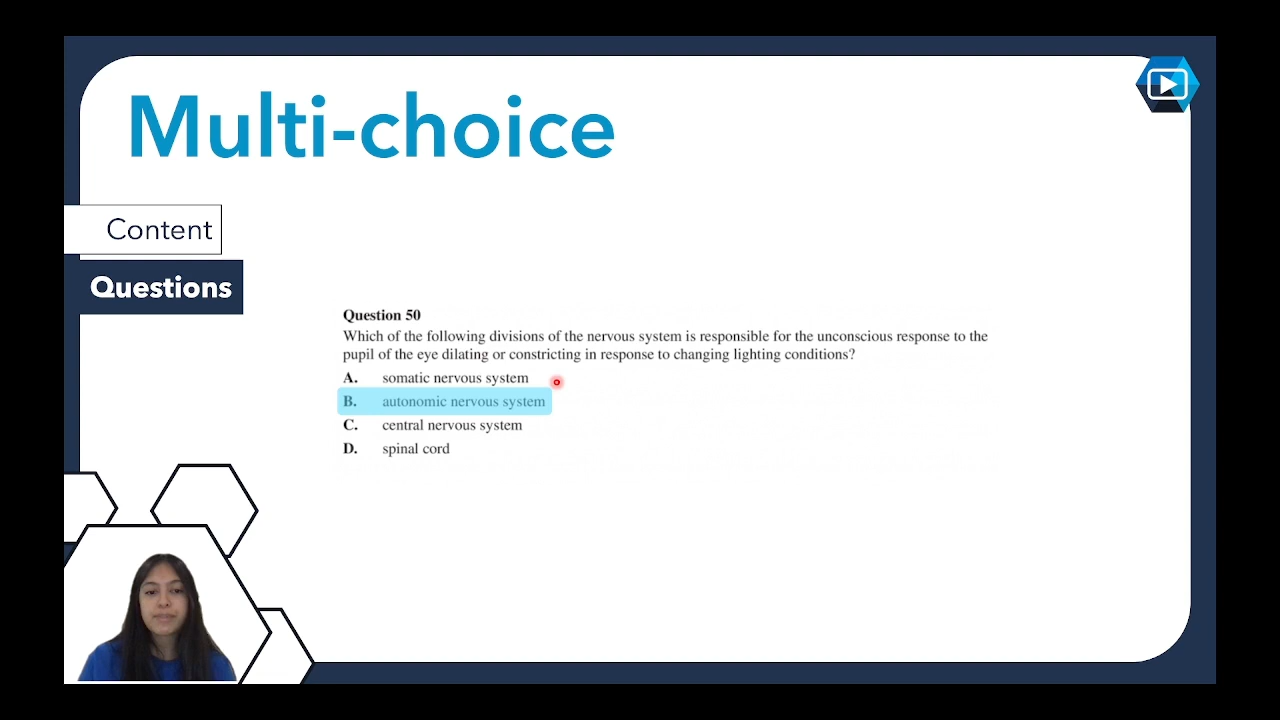 Multi-choice
Content
Questions
Question 50
Which of the following divisions of the nervous system is responsible for the unconscious response to the
pupil of the eye dilating or constricting in response to changing lighting conditions?
A. somatic nervous system
B. autonomic nervous system
C. central nervous system
D. spinal cord